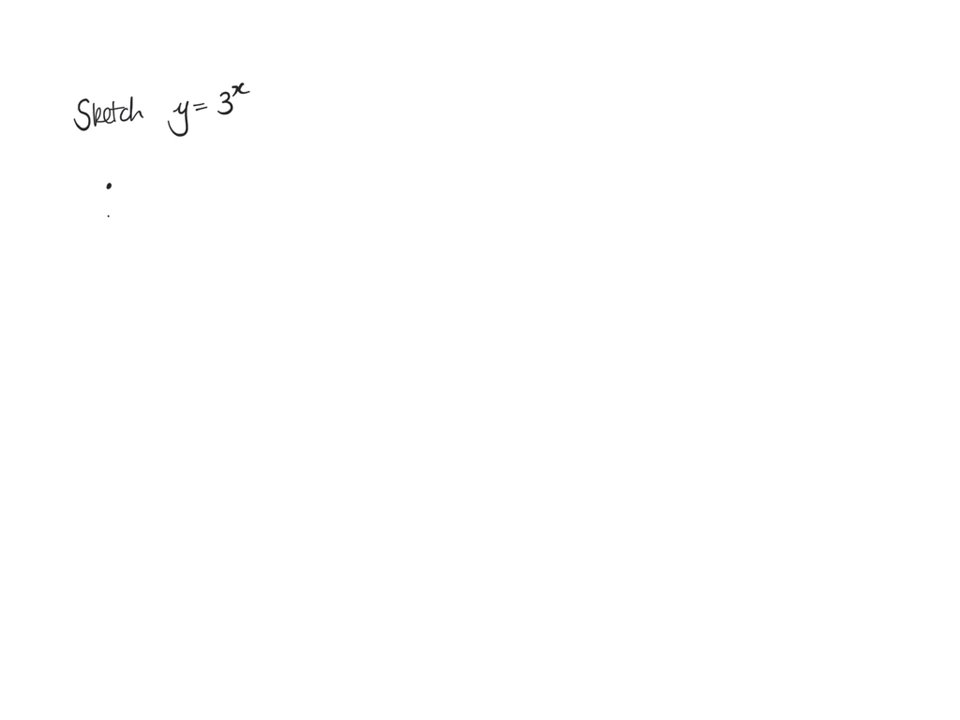 Sketch y = 3^x